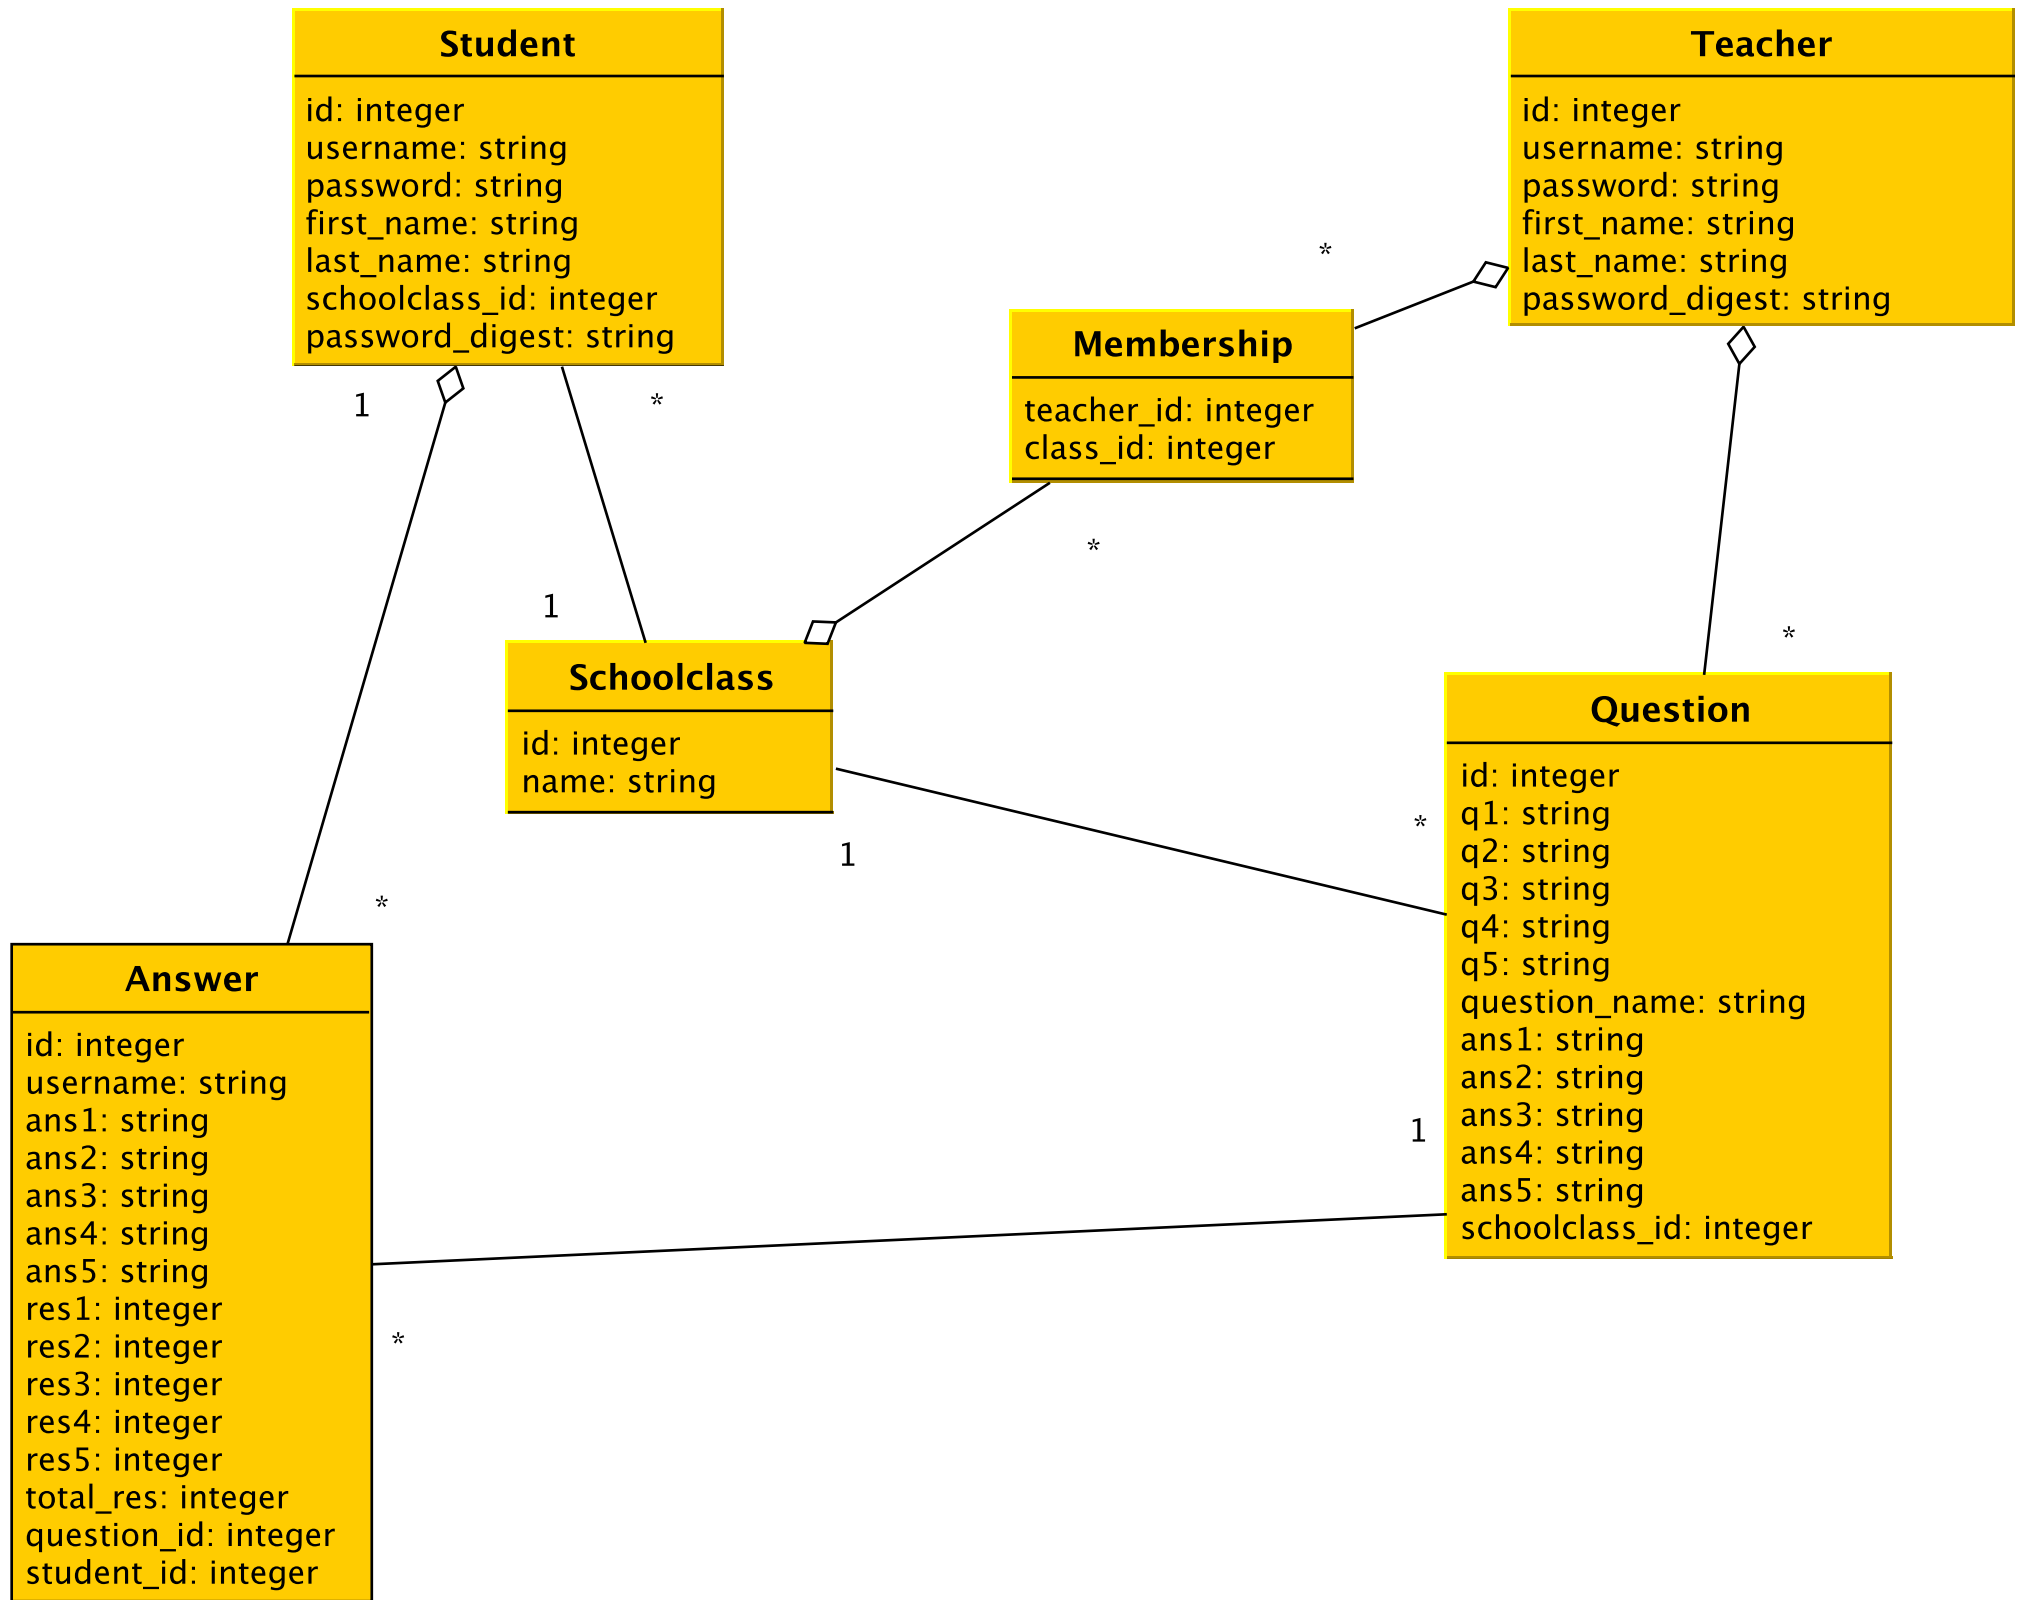 Student
id: integer
username: string
password: string
first_name: string
last_name: string
schoolclass_id: integer
password_digest: string
1
*
Teacher
id: integer
username: string
password: string
first_name: string
last_name: string
password_digest: string
*
Membership
teacher_id: integer
class_id: integer
*
1
*
Schoolclass
id: integer
name: string
1
*
Question
id: integer
q1: string
q2: string
q3: string
q4: string
q5: string
question_name: string
ans1: string
ans2: string
ans3: string
ans4: string
ans5: string
schoolclass_id: integer
1
*
Answer
id: integer
username: string
ans1: string
ans2: string
ans3: string
ans4: string
ans5: string
res1: integer
res2: integer
res3: integer
res4: integer
res5: integer
total_res: integer
question_id: integer
student_id: integer
*